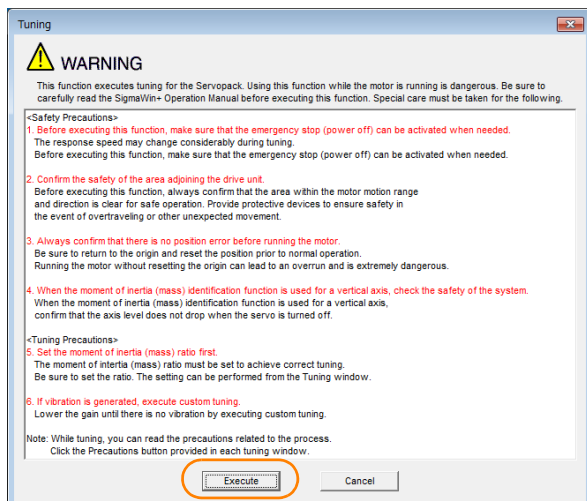 Tuning
WARNING
This function executes tuning for the Servopack. Using this function while the motor is running is dangerous. Be sure to
carefully read the SigmaWin+ Operation Manual before executing this function. Special care must be taken for the following.
<Safety Precautions>
1. Before executing this function, make sure that the emergency stop (power off) can be activated when needed.
The response speed may change considerably during tuning.
Before executing this function, make sure that the emergency stop (power off) can be activated when needed.
2. Confirm the safety of the area adjoining the drive unit.
Before executing this function, always confirm that the area within the motor motion range
and direction is clear for safe operation. Provide protective devices to ensure safety in
the event of overtraveling or other unexpected movement.
3. Always confirm that there is no position error before running the motor.
Be sure to return to the origin and reset the position prior to normal operation.
Running the motor without resetting the origin can lead to an overrun and is extremely dangerous.
4. When the moment of inertia (mass) identification function is used for a vertical axis, check the safety of the system.
When the moment of inertia (mass) identification function is used for a vertical axis,
confirm that the axis level does not drop when the servo is turned off.
<Tuning Precautions>
5. Set the moment of inertia (mass) ratio first.
The moment of intertia (mass) ratio must be set to achieve correct tuning.
Be sure to set the ratio. The setting can be performed from the Tuning window.
6. If vibration is generated, execute custom tuning.
Lower the gain until there is no vibration by executing custom tuning.
Note: While tuning, you can read the precautions related to the process.
Click the Precautions button provided in each tuning window.
Execute Cancel